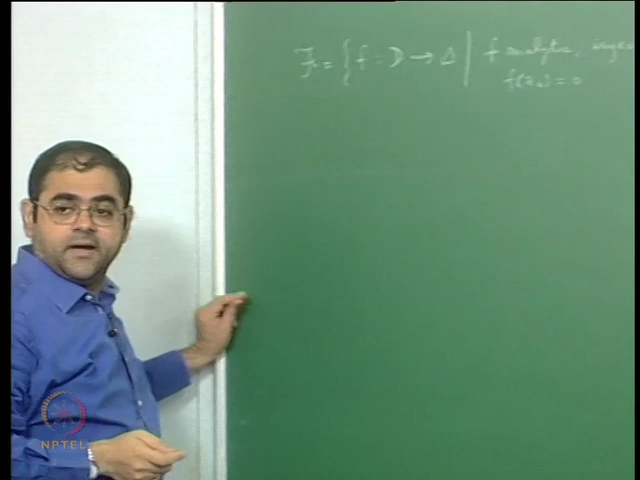 F = { f : D → Δ | f analytic, injec
f(z₀) = 0
NPTEL